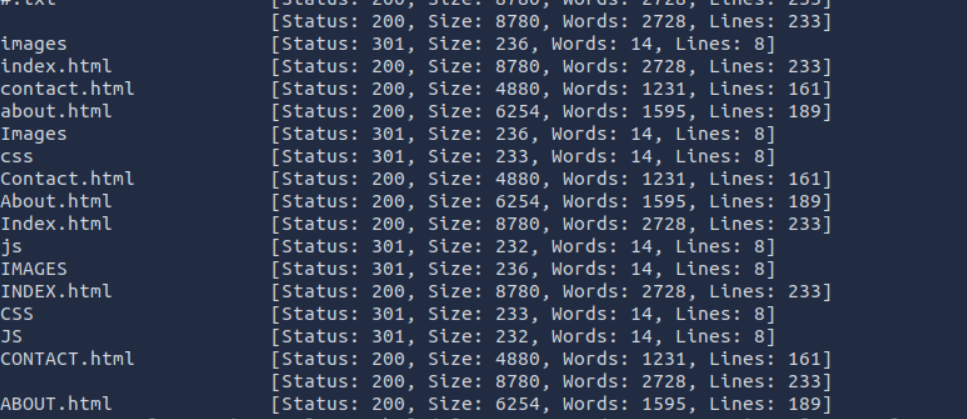 #.txt [Status: 200, Size: 8780, Words: 2728, Lines: 233]
[Status: 200, Size: 8780, Words: 2728, Lines: 233]
images [Status: 301, Size: 236, Words: 14, Lines: 8]
index.html [Status: 200, Size: 8780, Words: 2728, Lines: 233]
contact.html [Status: 200, Size: 4880, Words: 1231, Lines: 161]
about.html [Status: 200, Size: 6254, Words: 1595, Lines: 189]
Images [Status: 301, Size: 236, Words: 14, Lines: 8]
css [Status: 301, Size: 233, Words: 14, Lines: 8]
Contact.html [Status: 200, Size: 4880, Words: 1231, Lines: 161]
About.html [Status: 200, Size: 6254, Words: 1595, Lines: 189]
Index.html [Status: 200, Size: 8780, Words: 2728, Lines: 233]
js [Status: 301, Size: 232, Words: 14, Lines: 8]
IMAGES [Status: 301, Size: 236, Words: 14, Lines: 8]
INDEX.html [Status: 200, Size: 8780, Words: 2728, Lines: 233]
CSS [Status: 301, Size: 233, Words: 14, Lines: 8]
JS [Status: 301, Size: 232, Words: 14, Lines: 8]
CONTACT.html [Status: 200, Size: 4880, Words: 1231, Lines: 161]
[Status: 200, Size: 8780, Words: 2728, Lines: 233]
ABOUT.html [Status: 200, Size: 6254, Words: 1595, Lines: 189]